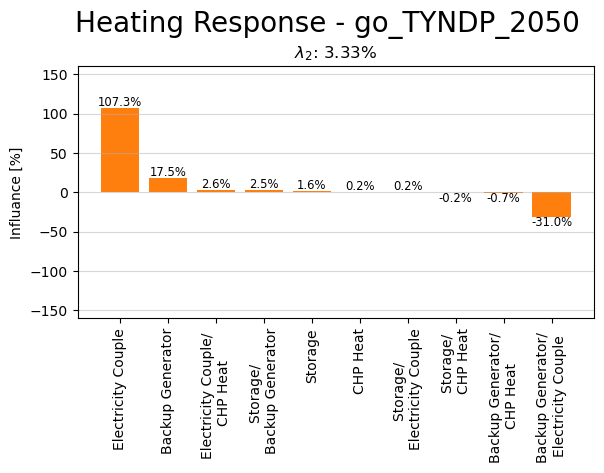 Heating Response - go_TYNDP_2050
λ₂: 3.33%
Influance [%]
150
100
50
0
−50
−100
−150
107.3%
17.5%
2.6%
2.5%
1.6%
0.2%
0.2%
-0.2%
-0.7%
-31.0%
Electricity Couple
Backup Generator
Electricity Couple/
CHP Heat
Storage/
Backup Generator
Storage
CHP Heat
Storage/
Electricity Couple
Storage/
CHP Heat
Backup Generator/
CHP Heat
Backup Generator/
Electricity Couple